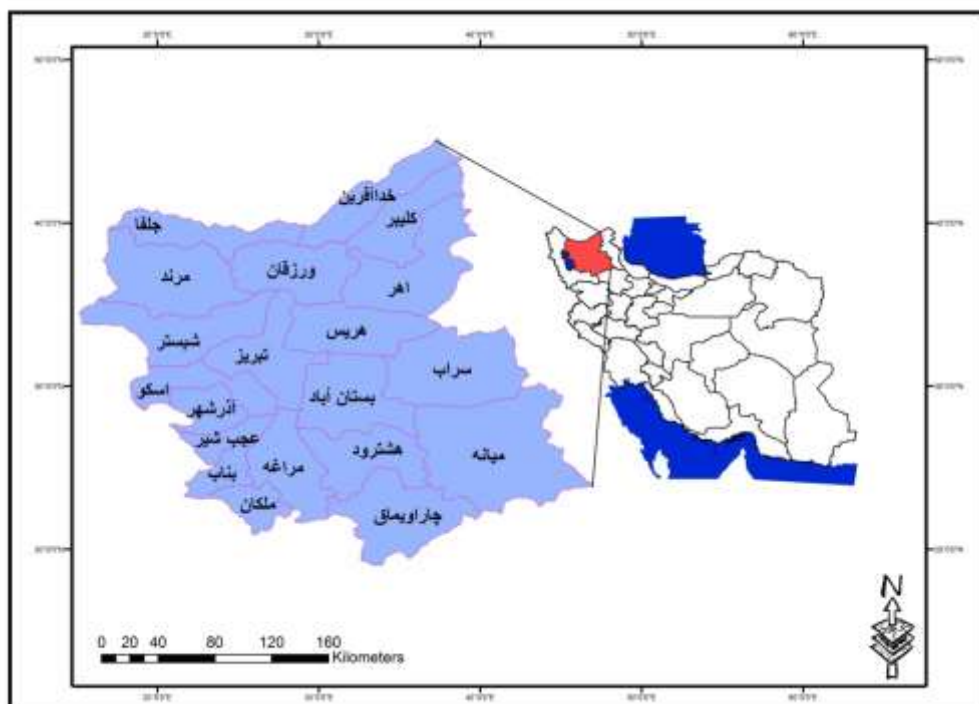 خداآفرین
کلیبر
جلفا
ورزقان
مرند
اهر
هریس
شبستر
تبریز
سراب
اسکو
بستان آباد
آذرشهر
عجب شیر
هشترود
میانه
مراغه
بناب
ملکان
چاراویماق
N
0 20 40 80 120 160
Kilometers